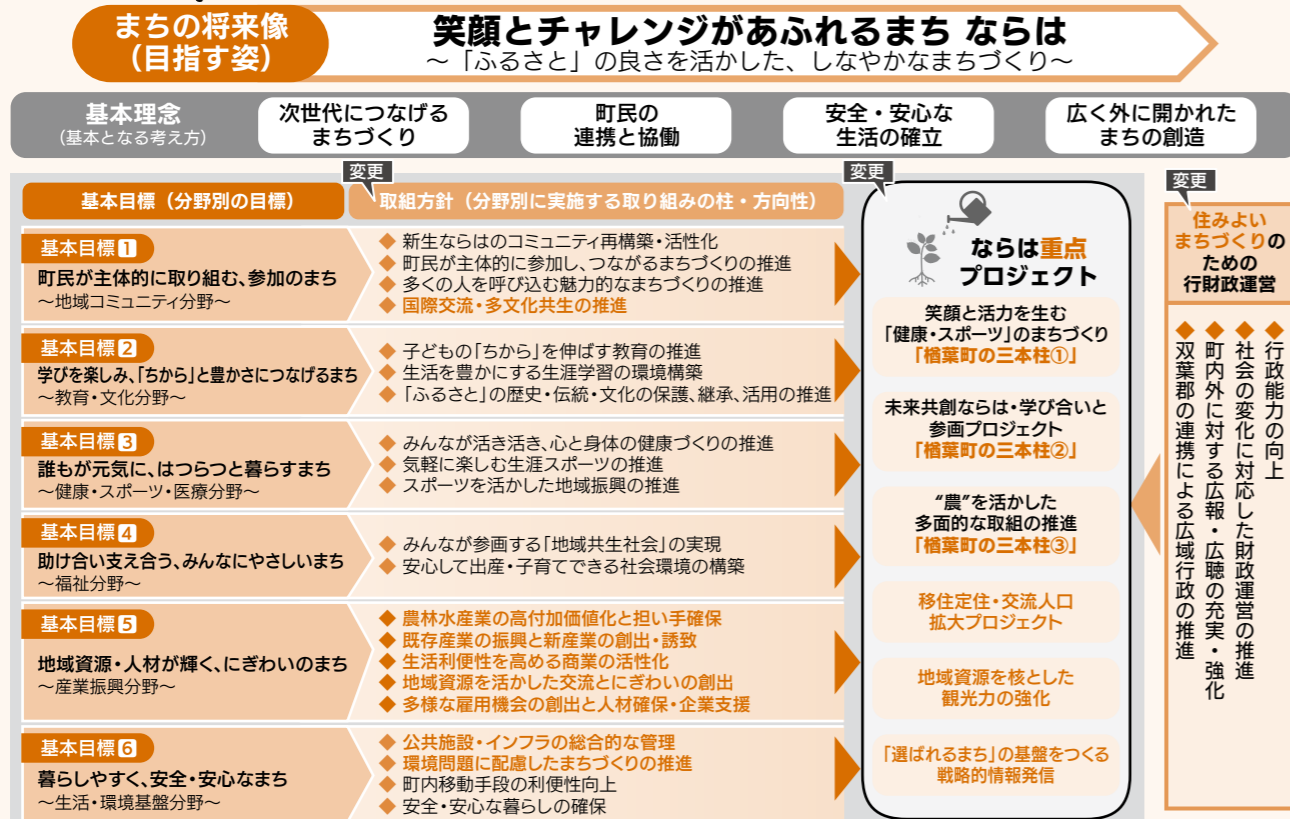 まちの将来像
(目指す姿)
笑顔とチャレンジがあふれるまち ならは
～「ふるさと」の良さを活かした、しなやかなまちづくり～
基本理念
(基本となる考え方)
次世代につなげる
まちづくり
町民の
連携と協働
安全・安心な
生活の確立
広く外に開かれた
まちの創造
変更
変更
変更
基本目標（分野別の目標）
取組方針（分野別に実施する取り組みの柱・方向性）
基本目標1
町民が主体的に取り組む、参加のまち
～地域コミュニティ分野～
◆ 新生ならはのコミュニティ再構築・活性化
◆ 町民が主体的に参加し、つながるまちづくりの推進
◆ 多くの人を呼び込む魅力的なまちづくりの推進
◆ 国際交流・多文化共生の推進
基本目標2
学びを楽しみ、「ちから」と豊かさにつなげるまち
～教育・文化分野～
◆ 子どもの「ちから」を伸ばす教育の推進
◆ 生活を豊かにする生涯学習の環境構築
◆ 「ふるさと」の歴史・伝統・文化の保護、継承、活用の推進
基本目標3
誰もが元気に、はつらつと暮らすまち
～健康・スポーツ・医療分野～
◆ みんなが活き活き、心と身体の健康づくりの推進
◆ 気軽に楽しむ生涯スポーツの推進
◆ スポーツを活かした地域振興の推進
基本目標4
助け合い支え合う、みんなにやさしいまち
～福祉分野～
◆ みんなが参画する「地域共生社会」の実現
◆ 安心して出産・子育てできる社会環境の構築
基本目標5
地域資源・人材が輝く、にぎわいのまち
～産業振興分野～
◆ 農林水産業の高付加価値化と担い手確保
◆ 既存産業の振興と新産業の創出・誘致
◆ 生活利便性を高める商業の活性化
◆ 地域資源を活かした交流とにぎわいの創出
◆ 多様な雇用機会の創出と人材確保・企業支援
基本目標6
暮らしやすく、安全・安心なまち
～生活・環境基盤分野～
◆ 公共施設・インフラの総合的な管理
◆ 環境問題に配慮したまちづくりの推進
◆ 町内移動手段の利便性向上
◆ 安全・安心な暮らしの確保
ならは重点
プロジェクト
笑顔と活力を生む
「健康・スポーツ」のまちづくり
「楢葉町の三本柱①」
未来共創ならは・学び合いと
参画プロジェクト
「楢葉町の三本柱②」
“農”を活かした
多面的な取組の推進
「楢葉町の三本柱③」
移住定住・交流人口
拡大プロジェクト
地域資源を核とした
観光力の強化
「選ばれるまち」の基盤をつくる
戦略的情報発信
住みよい
まちづくりの
ための
行財政運営
◆ 行政能力の向上
◆ 社会の変化に対応した財政運営の推進
◆ 町内外に対する広報・広聴の充実・強化
◆ 双葉郡の連携による広域行政の推進